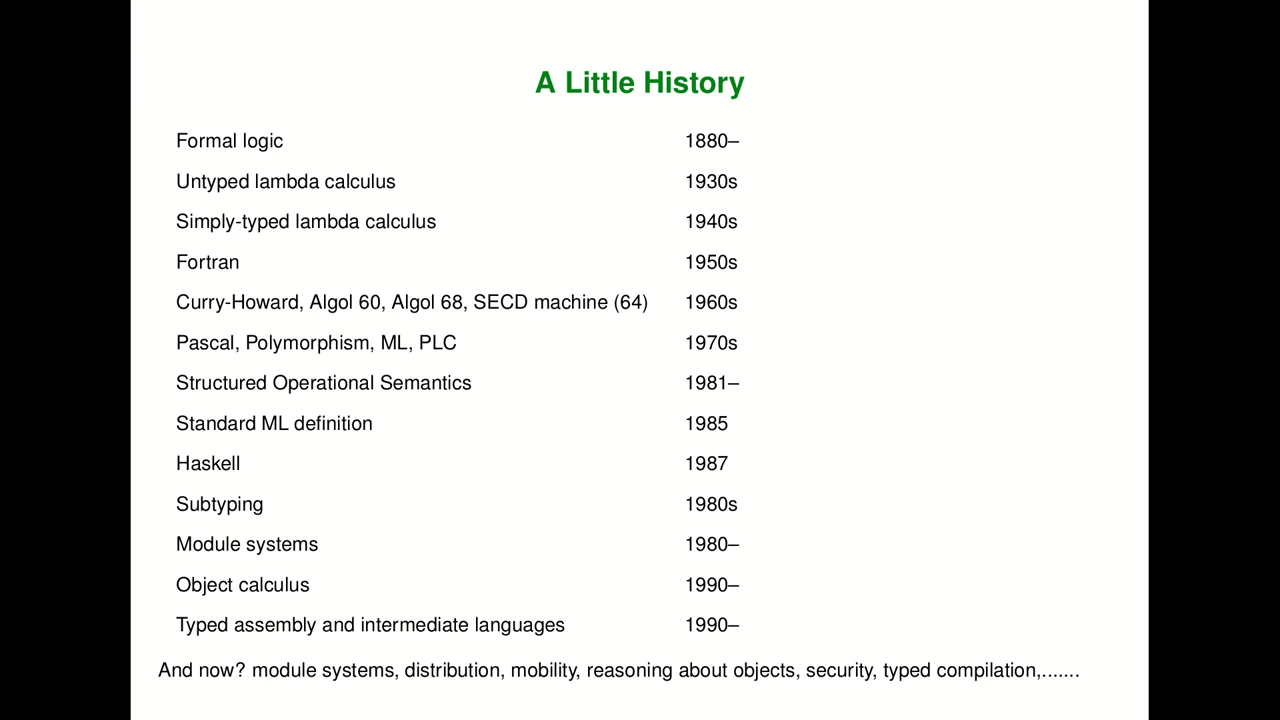 A Little History
Formal logic 1880–
Untyped lambda calculus 1930s
Simply-typed lambda calculus 1940s
Fortran 1950s
Curry-Howard, Algol 60, Algol 68, SECD machine (64) 1960s
Pascal, Polymorphism, ML, PLC 1970s
Structured Operational Semantics 1981–
Standard ML definition 1985
Haskell 1987
Subtyping 1980s
Module systems 1980–
Object calculus 1990–
Typed assembly and intermediate languages 1990–
And now? module systems, distribution, mobility, reasoning about objects, security, typed compilation,.......